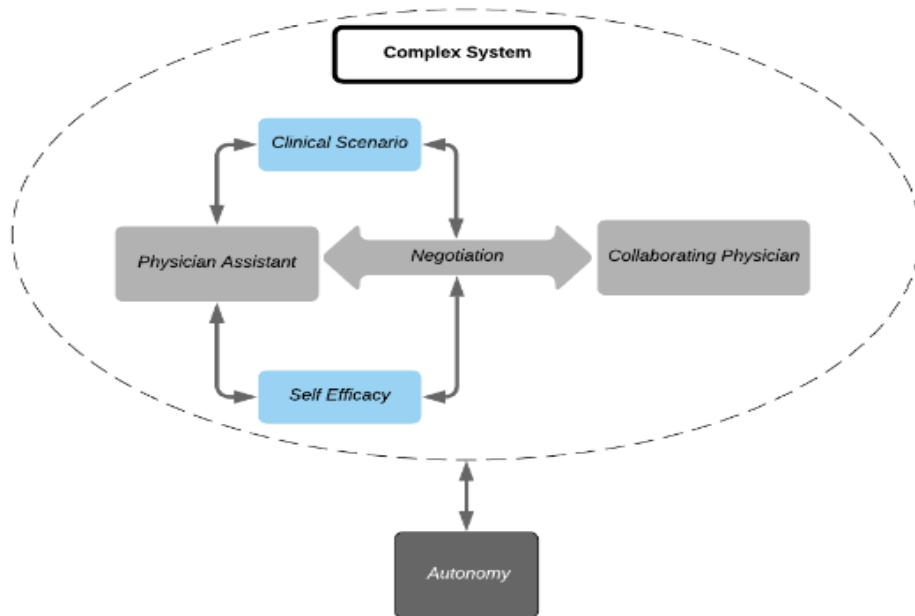 Complex System
Clinical Scenario
Physician Assistant
Negotiation
Collaborating Physician
Self Efficacy
Autonomy